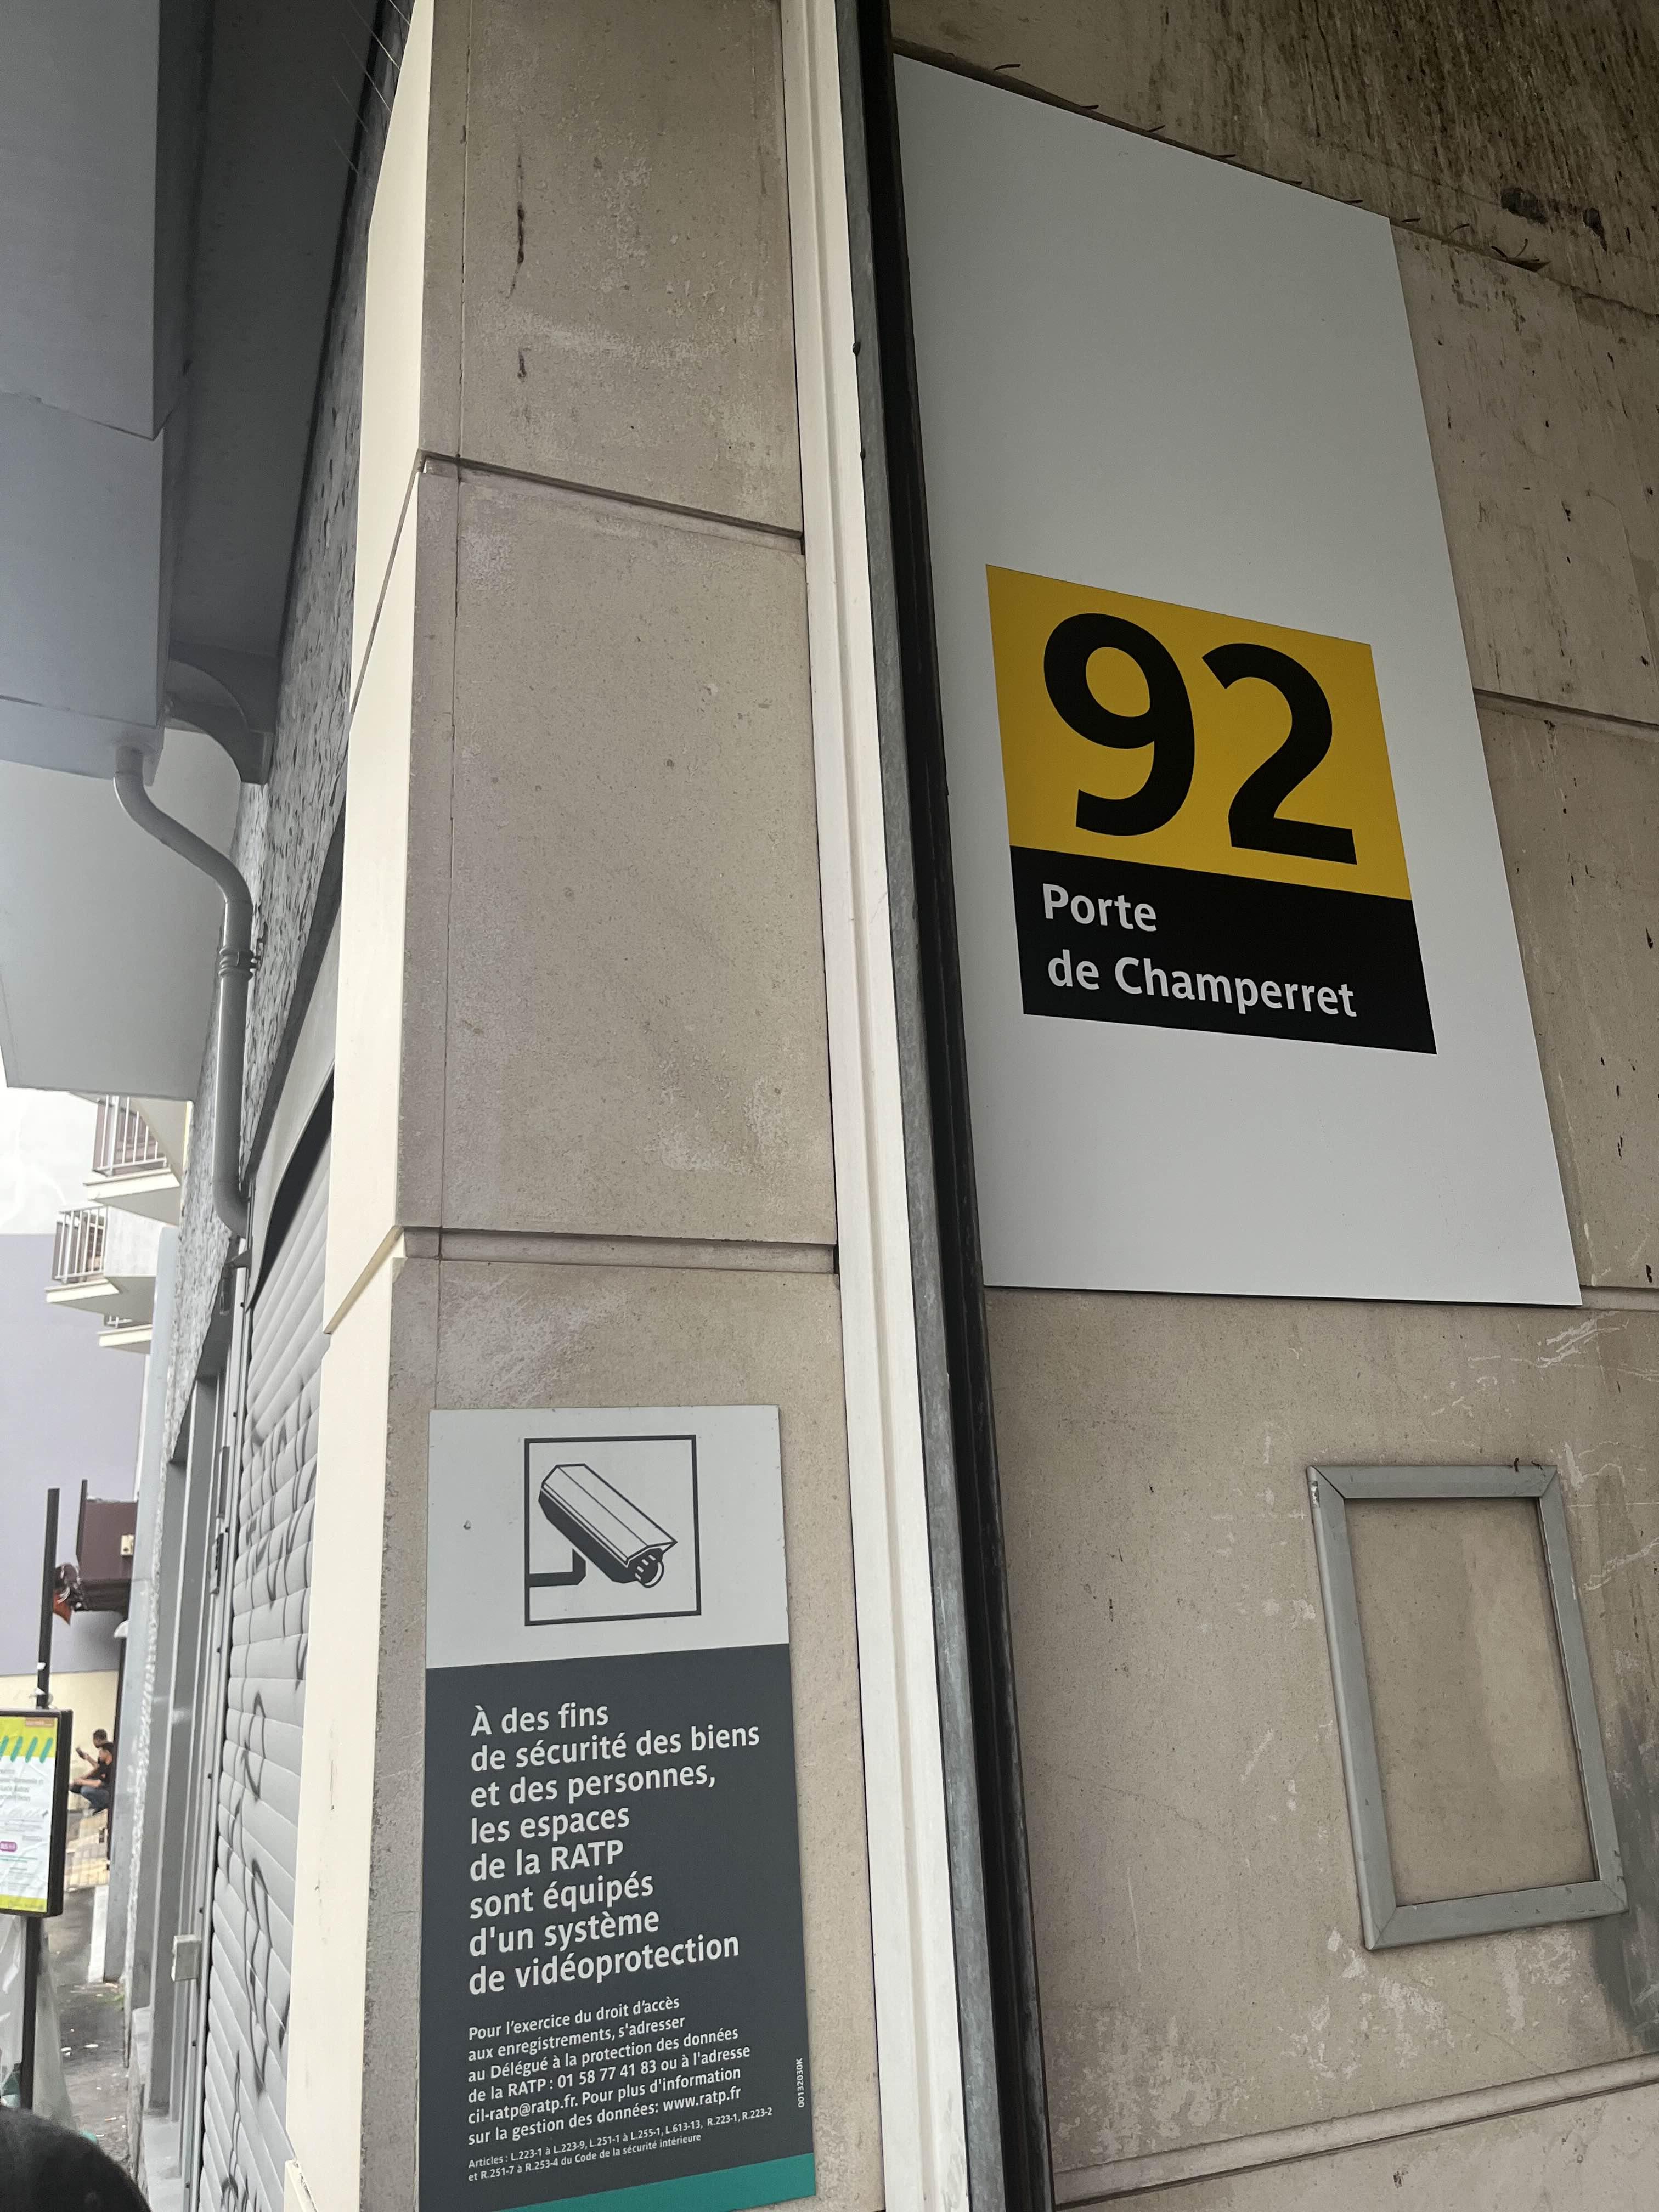 92
Porte
de Champerret
À des fins
de sécurité des biens
et des personnes,
les espaces
de la RATP
sont équipés
d'un système
de vidéoprotection
Pour l'exercice du droit d'accès
aux enregistrements, s'adresser
au Délégué à la protection des données
de la RATP : 01 58 77 41 83 ou à l'adresse
cil-ratp@ratp.fr. Pour plus d'information
sur la gestion des données: www.ratp.fr
Articles : L.223-1 à L.223-9, L.251-1 à L.255-1, L.613-13, R.223-1, R.223-2
et R.251-7 à R.253-4 du Code de la sécurité intérieure
00132030K